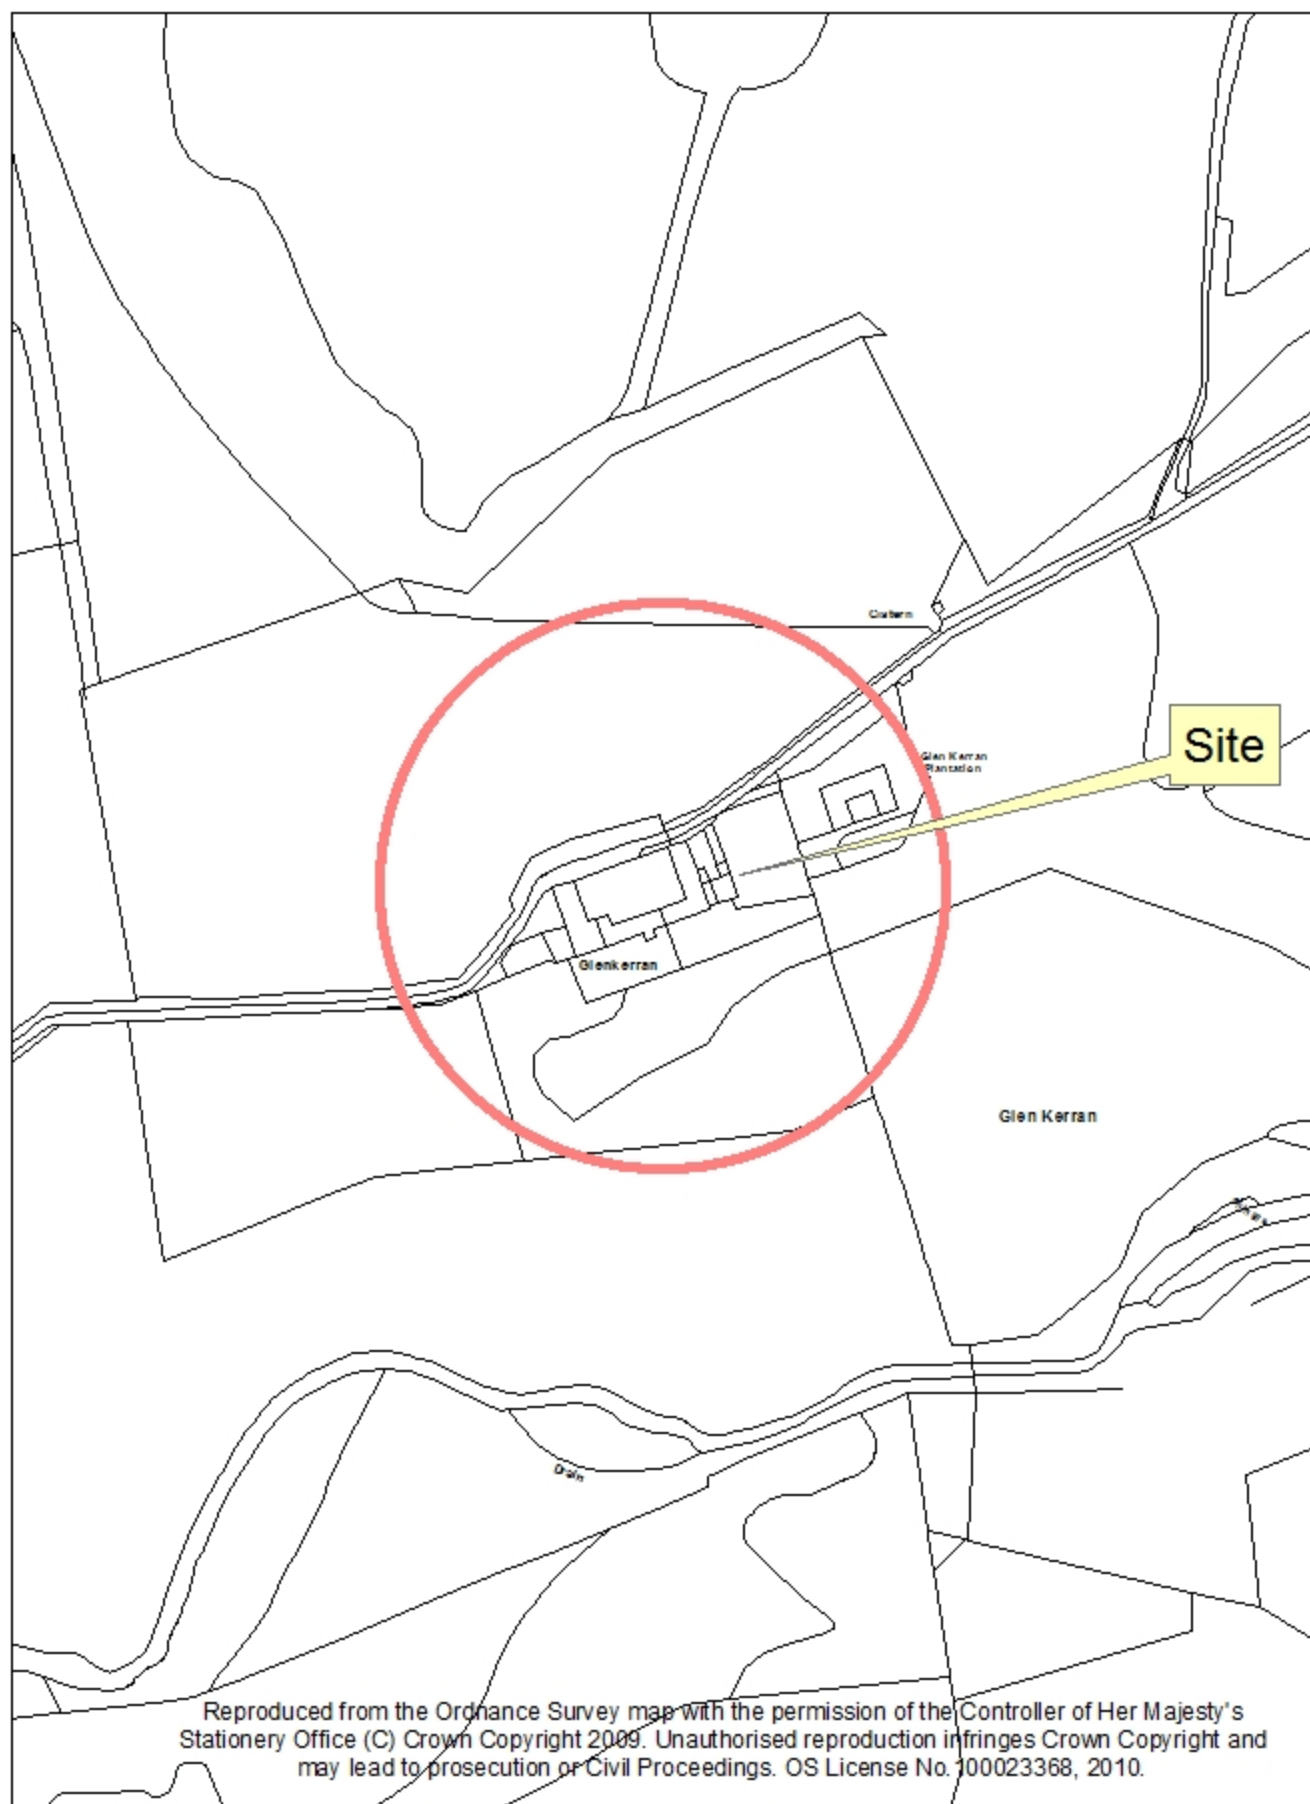 Cistern
Glen Kerran
Plantation
Site
Glenkerran
Glen Kerran
Drain
Reproduced from the Ordnance Survey map with the permission of the Controller of Her Majesty's
Stationery Office (C) Crown Copyright 2009. Unauthorised reproduction infringes Crown Copyright and
may lead to prosecution or Civil Proceedings. OS License No. 100023368, 2010.